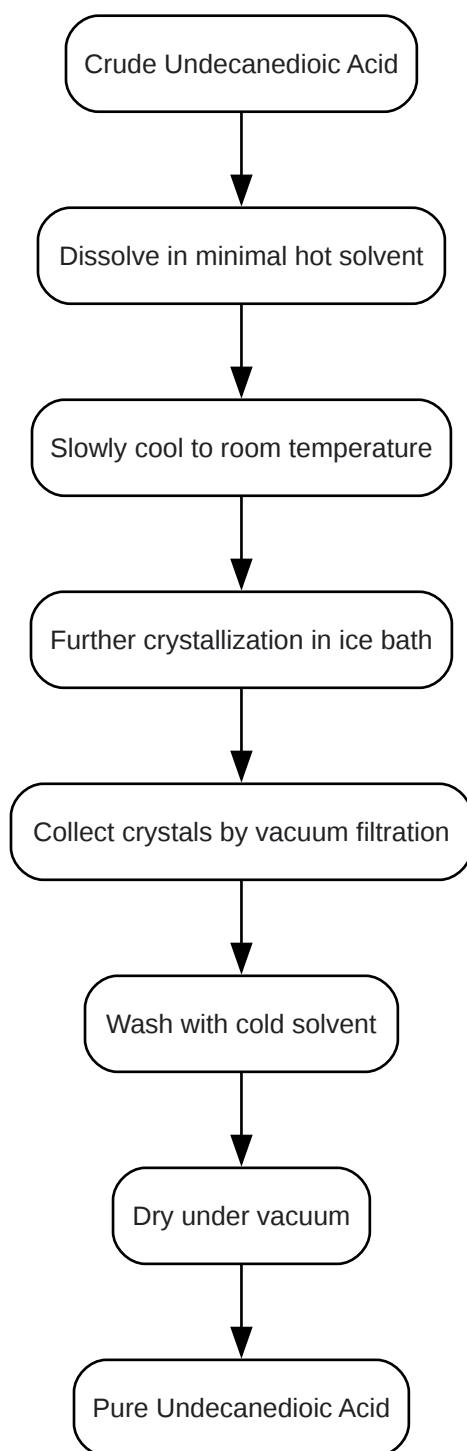 Crude Undecanedioic Acid
Dissolve in minimal hot solvent
Slowly cool to room temperature
Further crystallization in ice bath
Collect crystals by vacuum filtration
Wash with cold solvent
Dry under vacuum
Pure Undecanedioic Acid